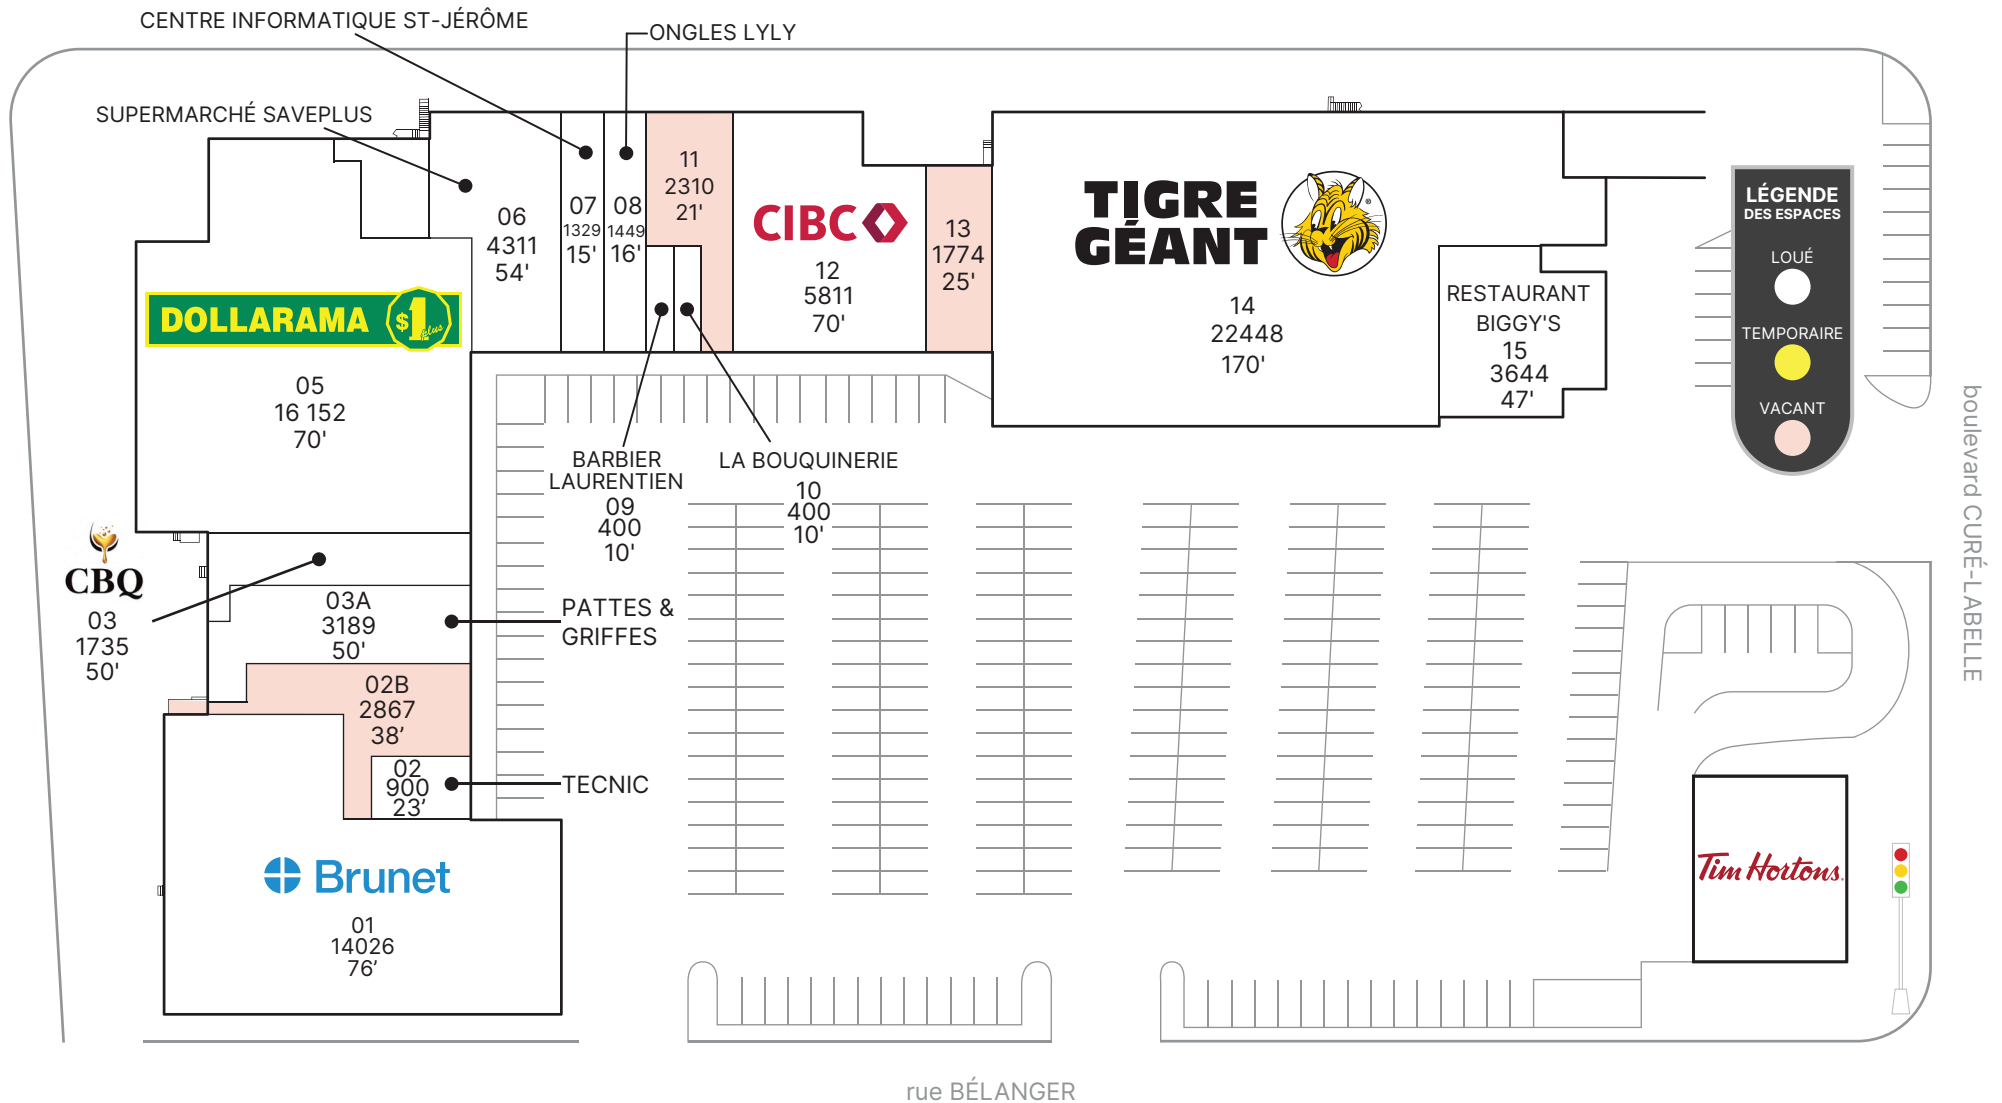 CENTRE INFORMATIQUE ST-JÉRÔME
ONGLES LYLY
SUPERMARCHÉ SAVEPLUS
06
4311
54'
07
1329
15'
08
1449
16'
11
2310
21'
CIBC
12
5811
70'
13
1774
25'
TIGRE
GÉANT
®
14
22448
170'
RESTAURANT
BIGGY'S
15
3644
47'
LÉGENDE
DES ESPACES
LOUÉ
TEMPORAIRE
VACANT
DOLLARAMA $1 plus
05
16 152
70'
BARBIER
LAURENTIEN
09
400
10'
LA BOUQUINERIE
10
400
10'
boulevard CURÉ-LABELLE
CBQ
03
1735
50'
03A
3189
50'
PATTES &
GRIFFES
02B
2867
38’
02
900
23’
TECNIC
Brunet
01
14026
76’
Tim Hortons.
rue BÉLANGER